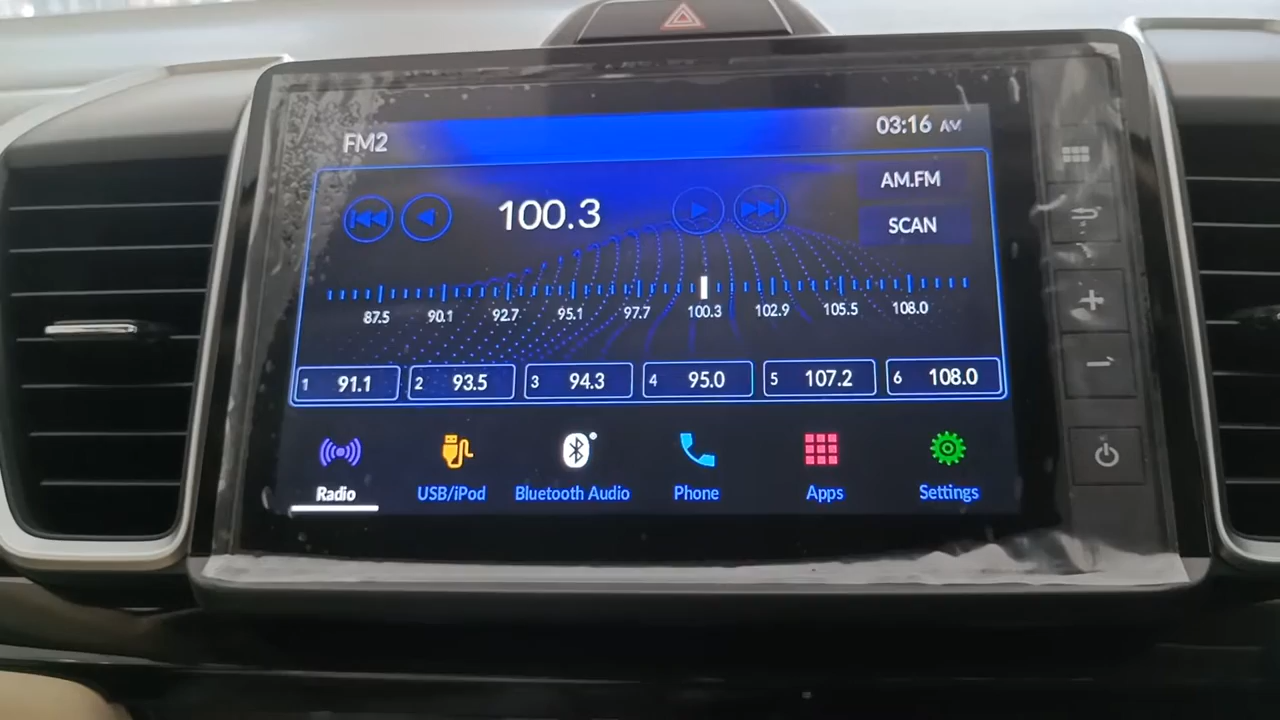 FM2
03:16 AM
100.3
AM.FM
SCAN
87.5 90.1 92.7 95.1 97.7 100.3 102.9 105.5 108.0
1 91.1 2 93.5 3 94.3 4 95.0 5 107.2 6 108.0
Radio USB/iPod Bluetooth Audio Phone Apps Settings